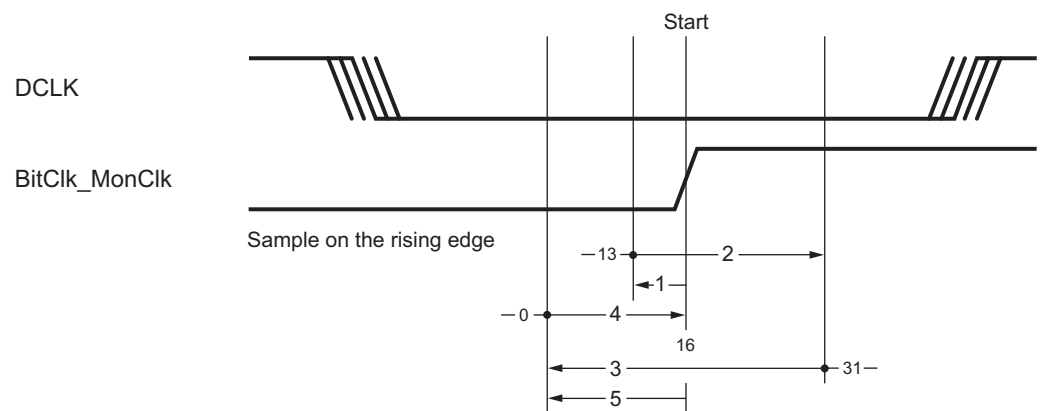 Start
DCLK
BitClk_MonClk
Sample on the rising edge
13 2
1
0 4
16
3 31
5